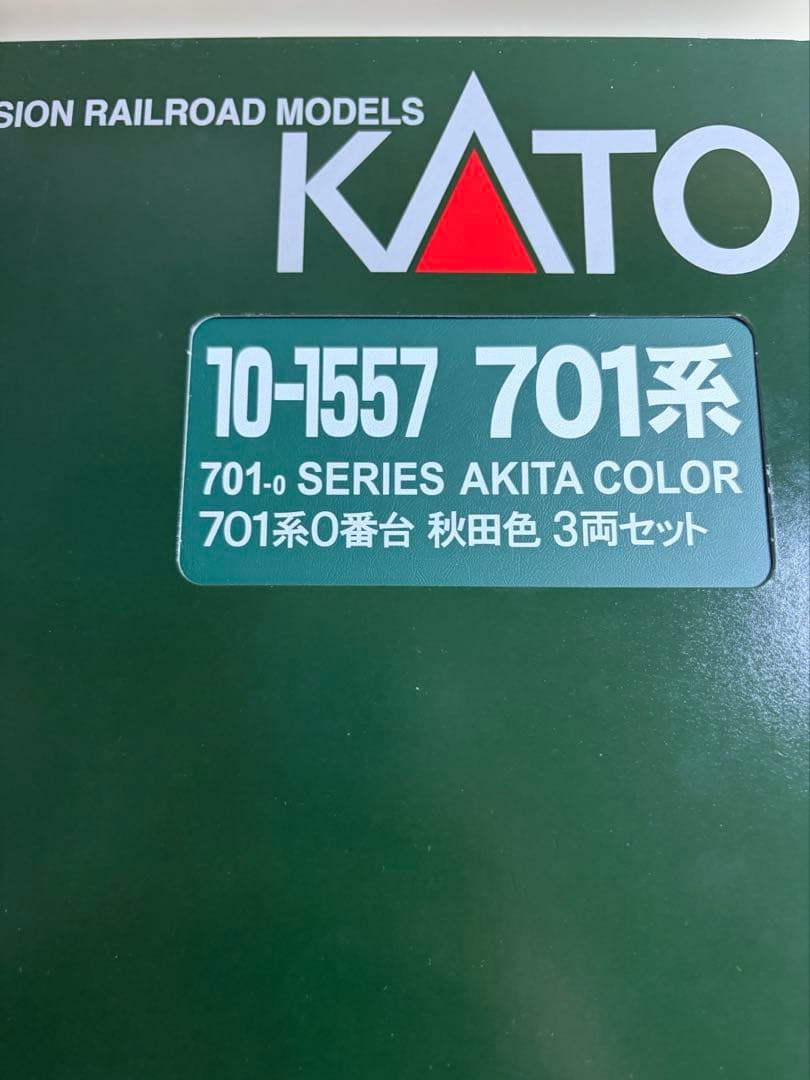 SION RAILROAD MODELS
KATO
10-1557 701系
701-0 SERIES AKITA COLOR
701系0番台 秋田色 3両セット